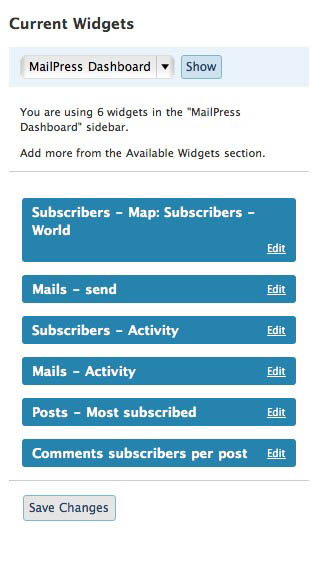 Current Widgets
MailPress Dashboard Show
You are using 6 widgets in the "MailPress
Dashboard" sidebar.
Add more from the Available Widgets section.
Subscribers – Map: Subscribers –
World
Edit
Mails – send Edit
Subscribers – Activity Edit
Mails – Activity Edit
Posts – Most subscribed Edit
Comments subscribers per post Edit
Save Changes